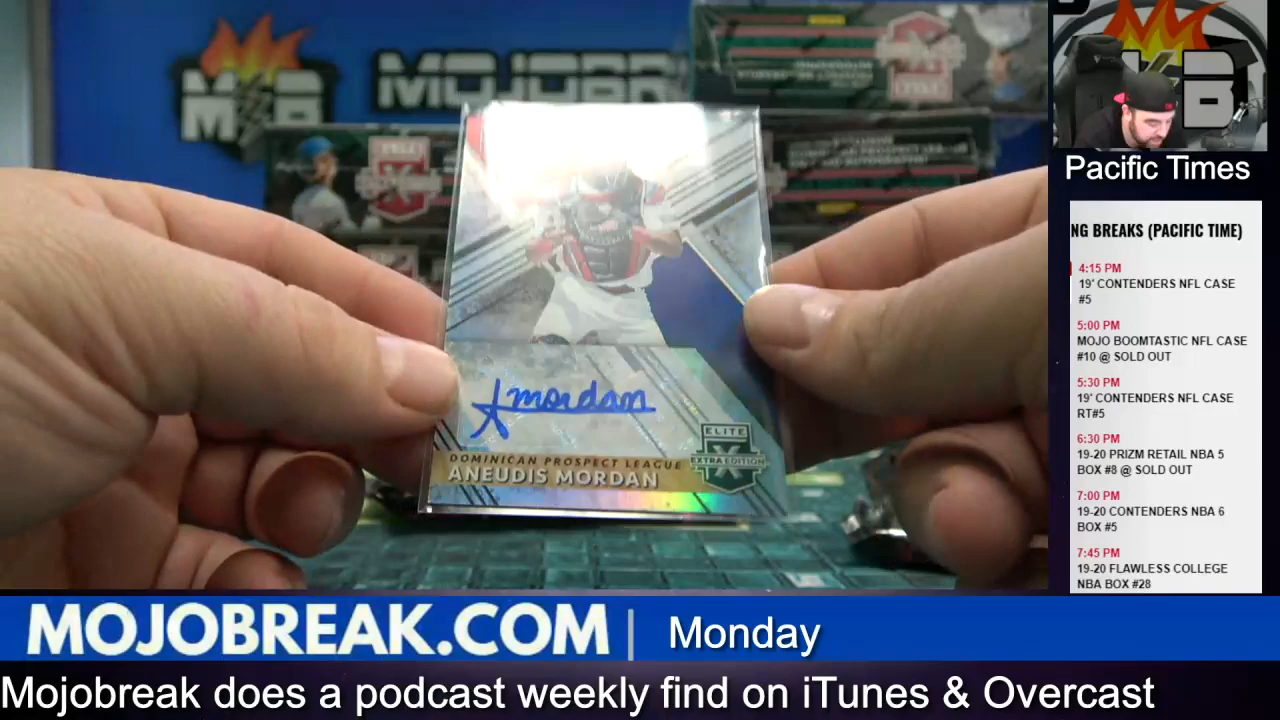 MOJOBR
MKB
Amordan
DOMINICAN PROSPECT LEAGUE
ANEUDIS MORDAN
ELITE
X
EXTRA EDITION
Pacific Times
NG BREAKS (PACIFIC TIME)
4:15 PM
19' CONTENDERS NFL CASE
#5
5:00 PM
MOJO BOOMTASTIC NFL CASE
#10 @ SOLD OUT
5:30 PM
19' CONTENDERS NFL CASE
RT#5
6:30 PM
19-20 PRIZM RETAIL NBA 5
BOX #8 @ SOLD OUT
7:00 PM
19-20 CONTENDERS NBA 6
BOX #5
7:45 PM
19-20 FLAWLESS COLLEGE
NBA BOX #28
MOJOBREAK.COM | Monday
Mojobreak does a podcast weekly find on iTunes & Overcast